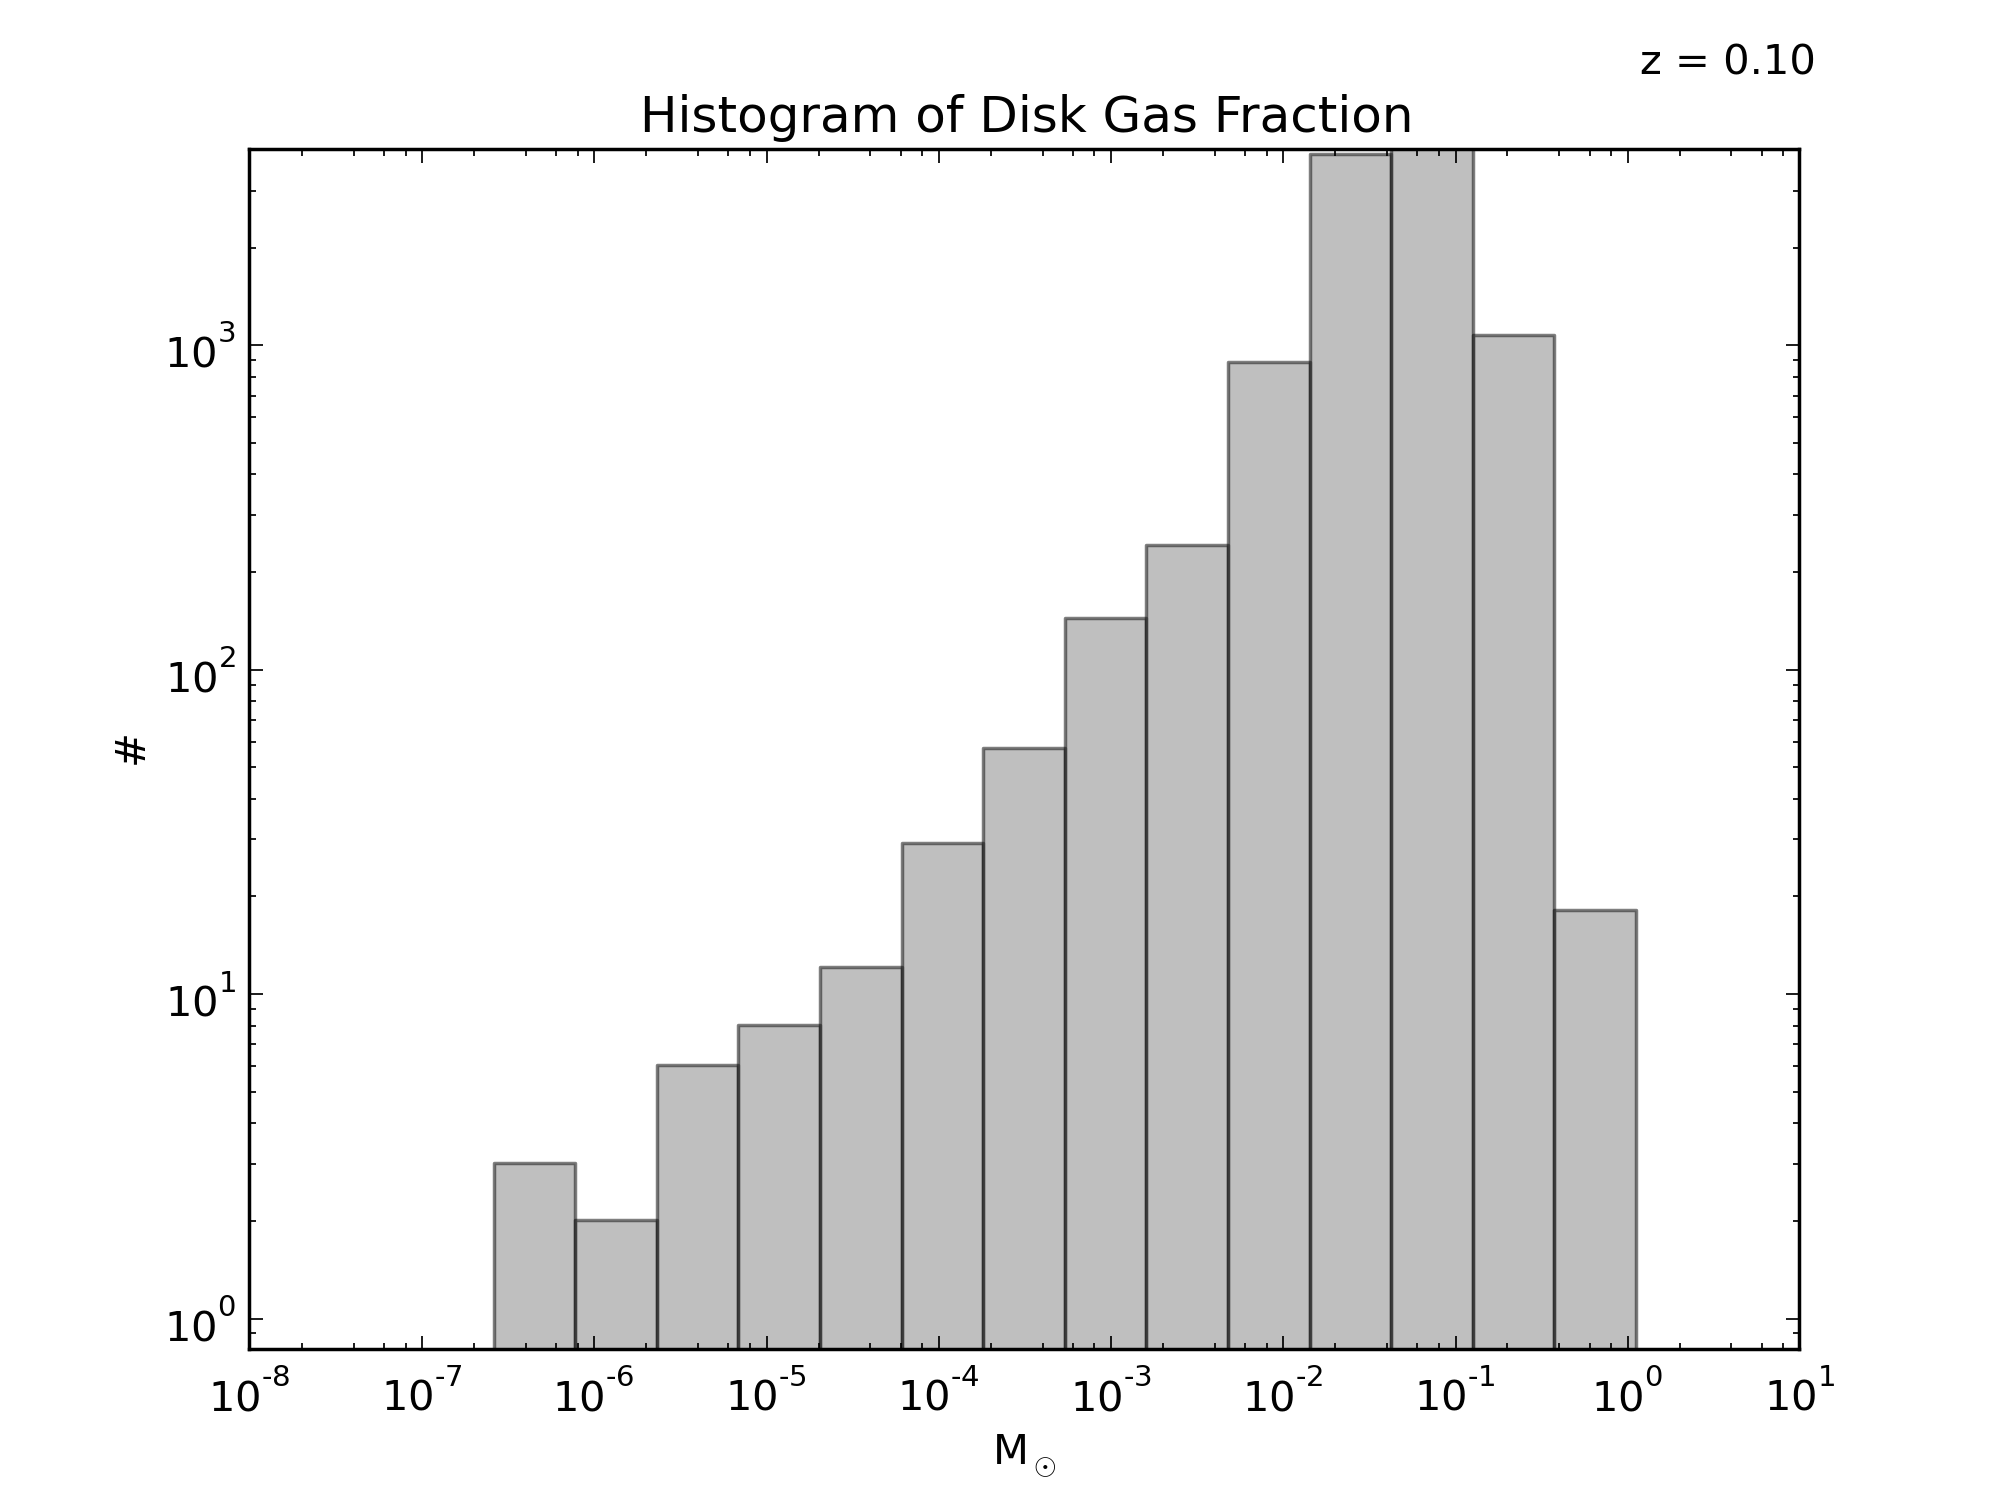 z = 0.10
Histogram of Disk Gas Fraction
10³
10²
#
10¹
10⁰
10⁻⁸ 10⁻⁷ 10⁻⁶ 10⁻⁵ 10⁻⁴ 10⁻³ 10⁻² 10⁻¹ 10⁰ 10¹
M☉